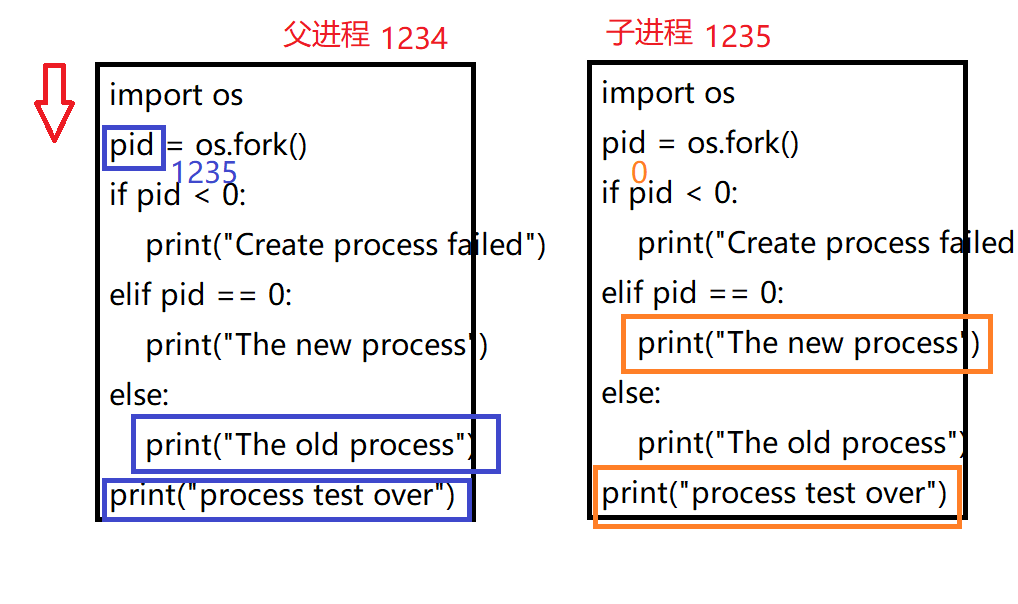 父进程 1234
import os
pid = os.fork()
1235
if pid < 0:
print("Create process failed")
elif pid == 0:
print("The new process")
else:
print("The old process")
print("process test over")
子进程 1235
import os
pid = os.fork()
0
if pid < 0:
print("Create process failed
elif pid == 0:
print("The new process")
else:
print("The old process")
print("process test over")